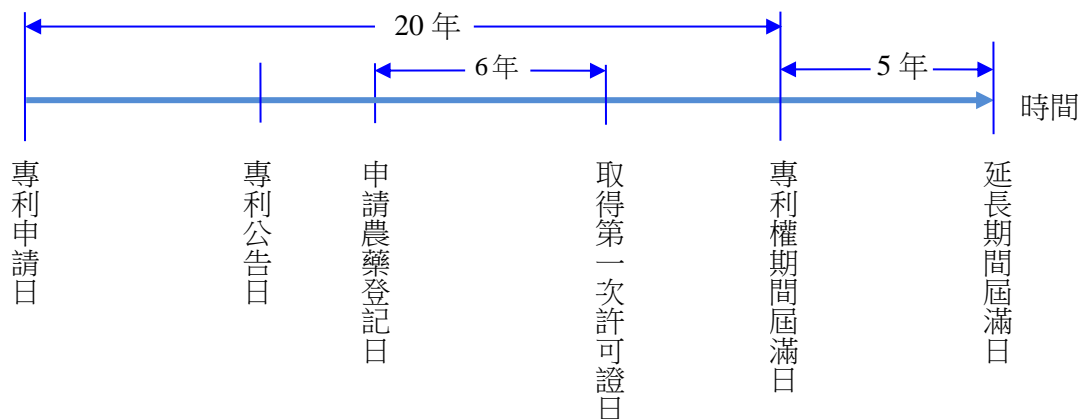 20 年
6 年
5 年
時間
專利申請日
專利公告日
申請農藥登記日
取得第一次許可證日
專利權期間屆滿日
延長期間屆滿日